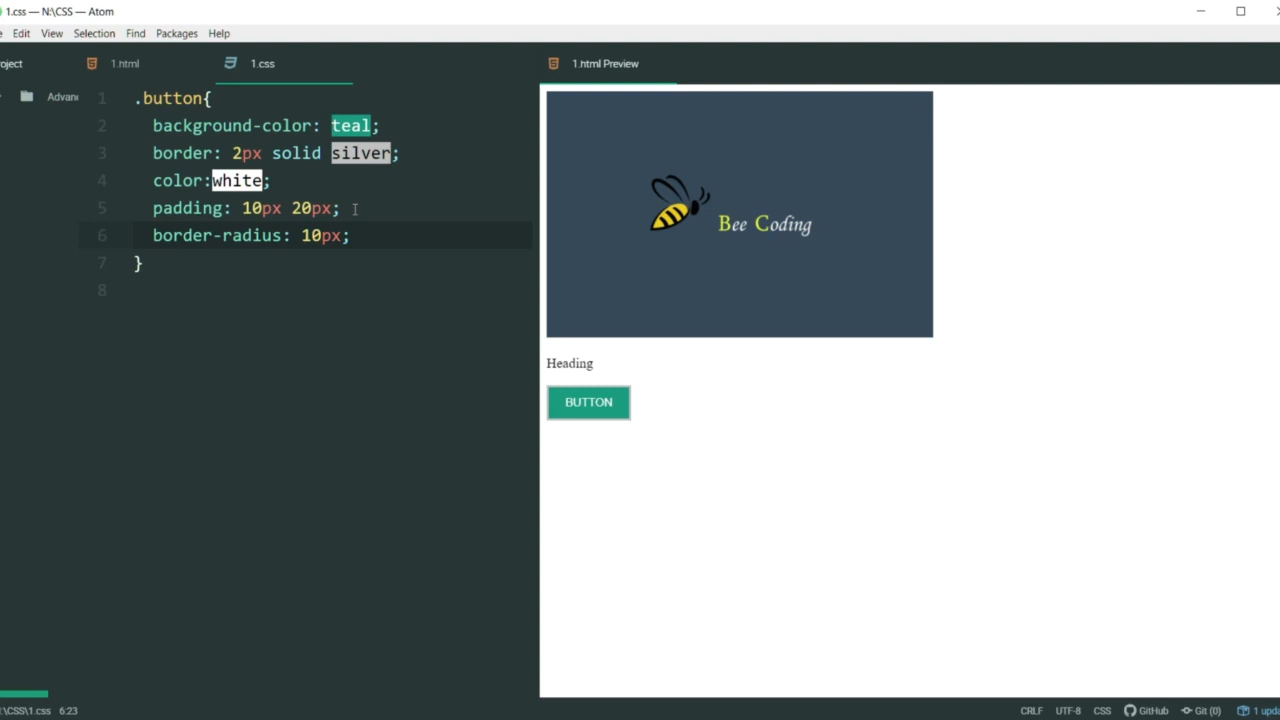 1.css — N:\CSS — Atom
Edit View Selection Find Packages Help
oject
1.html
1.css
1.html Preview
Advan
1 .button{
2 background-color: teal;
3 border: 2px solid silver;
4 color:white;
5 padding: 10px 20px;
6 border-radius: 10px;
7 }
8
Bee Coding
Heading
BUTTON
:\CSS\1.css 6:23
CRLF UTF-8 CSS GitHub Git (0) 1 upda